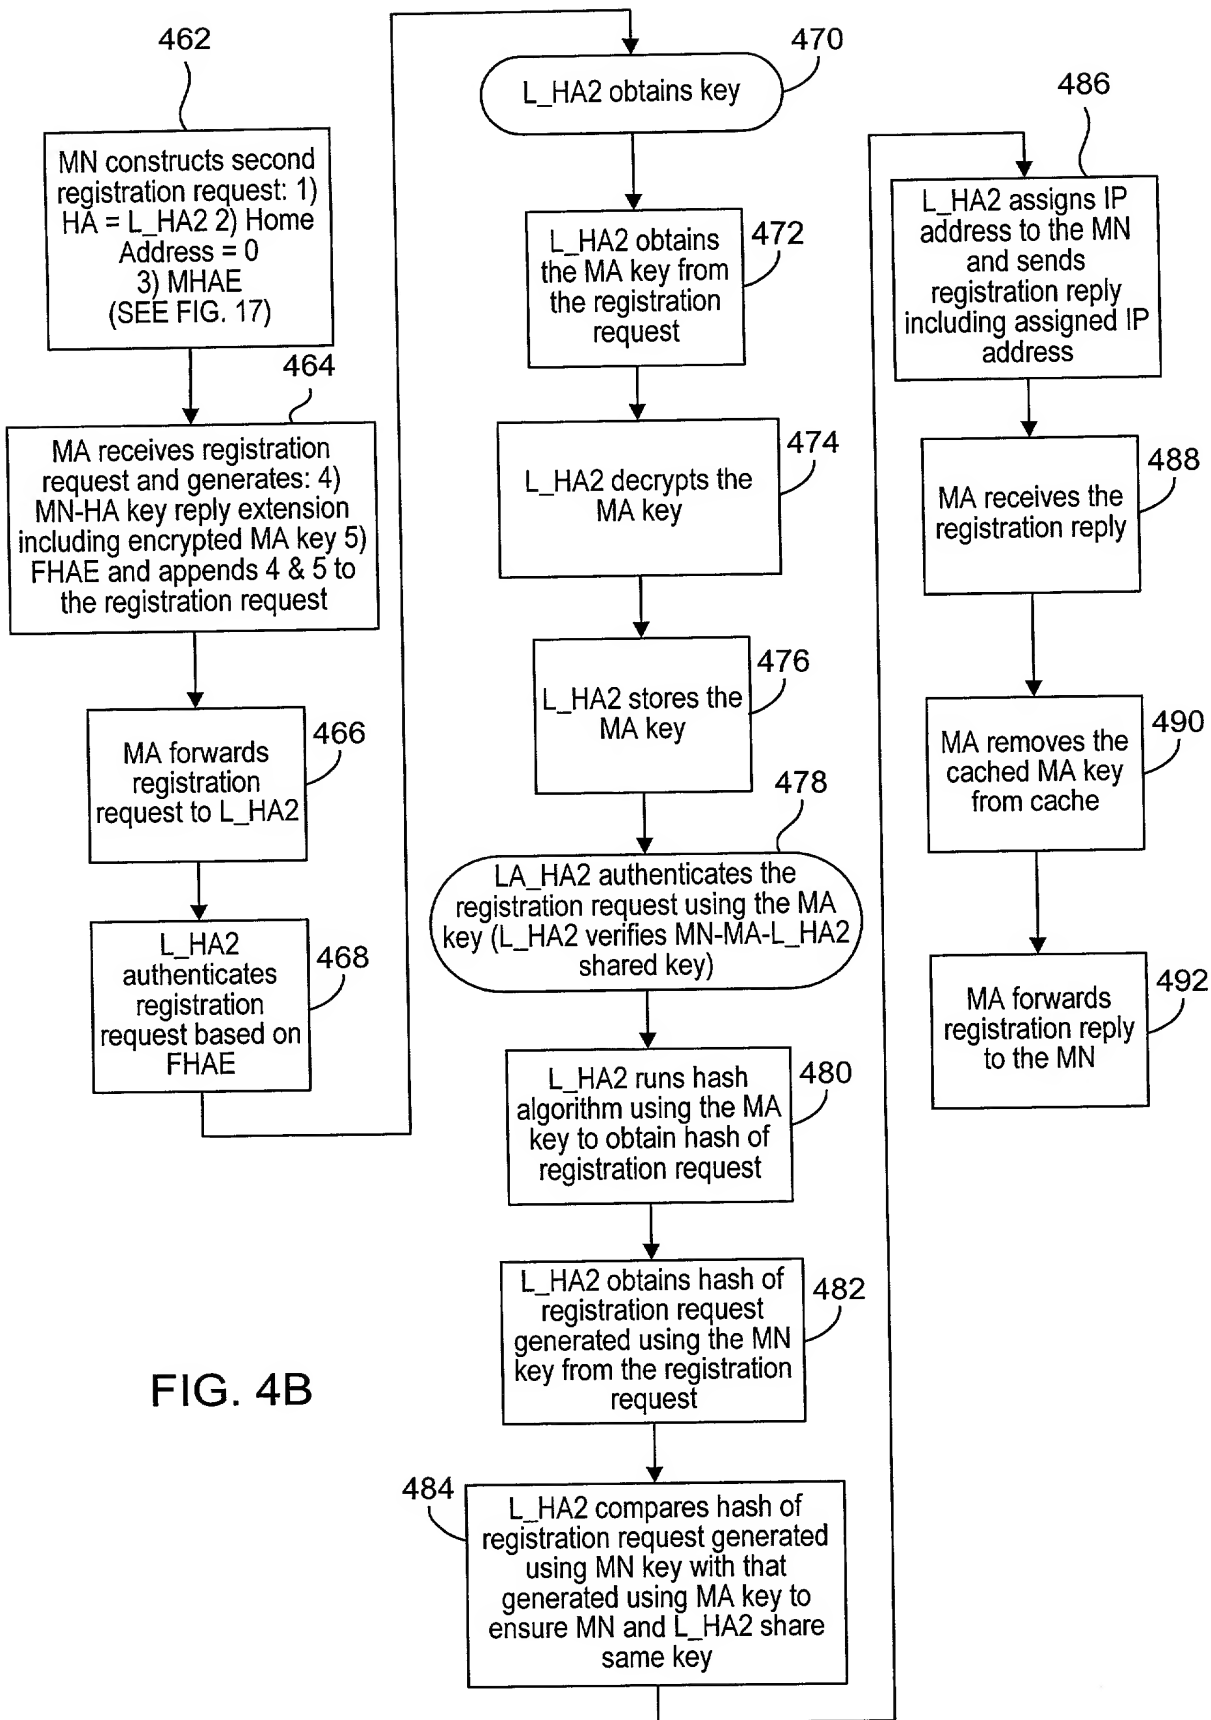 462
MN constructs second
registration request: 1)
HA = L_HA2 2) Home
Address = 0
3) MHAE
(SEE FIG. 17)
464
MA receives registration
request and generates: 4)
MN-HA key reply extension
including encrypted MA key 5)
FHAE and appends 4 & 5 to
the registration request
466
MA forwards
registration
request to L_HA2
468
L_HA2
authenticates
registration
request based on
FHAE
470
L_HA2 obtains key
472
L_HA2 obtains
the MA key from
the registration
request
474
L_HA2 decrypts the
MA key
476
L_HA2 stores the
MA key
478
LA_HA2 authenticates the
registration request using the MA
key (L_HA2 verifies MN-MA-L_HA2
shared key)
480
L_HA2 runs hash
algorithm using the MA
key to obtain hash of
registration request
482
L_HA2 obtains hash of
registration request
generated using the MN
key from the registration
request
484
L_HA2 compares hash of
registration request generated
using MN key with that
generated using MA key to
ensure MN and L_HA2 share
same key
486
L_HA2 assigns IP
address to the MN
and sends
registration reply
including assigned IP
address
488
MA receives the
registration reply
490
MA removes the
cached MA key
from cache
492
MA forwards
registration reply
to the MN
FIG. 4B